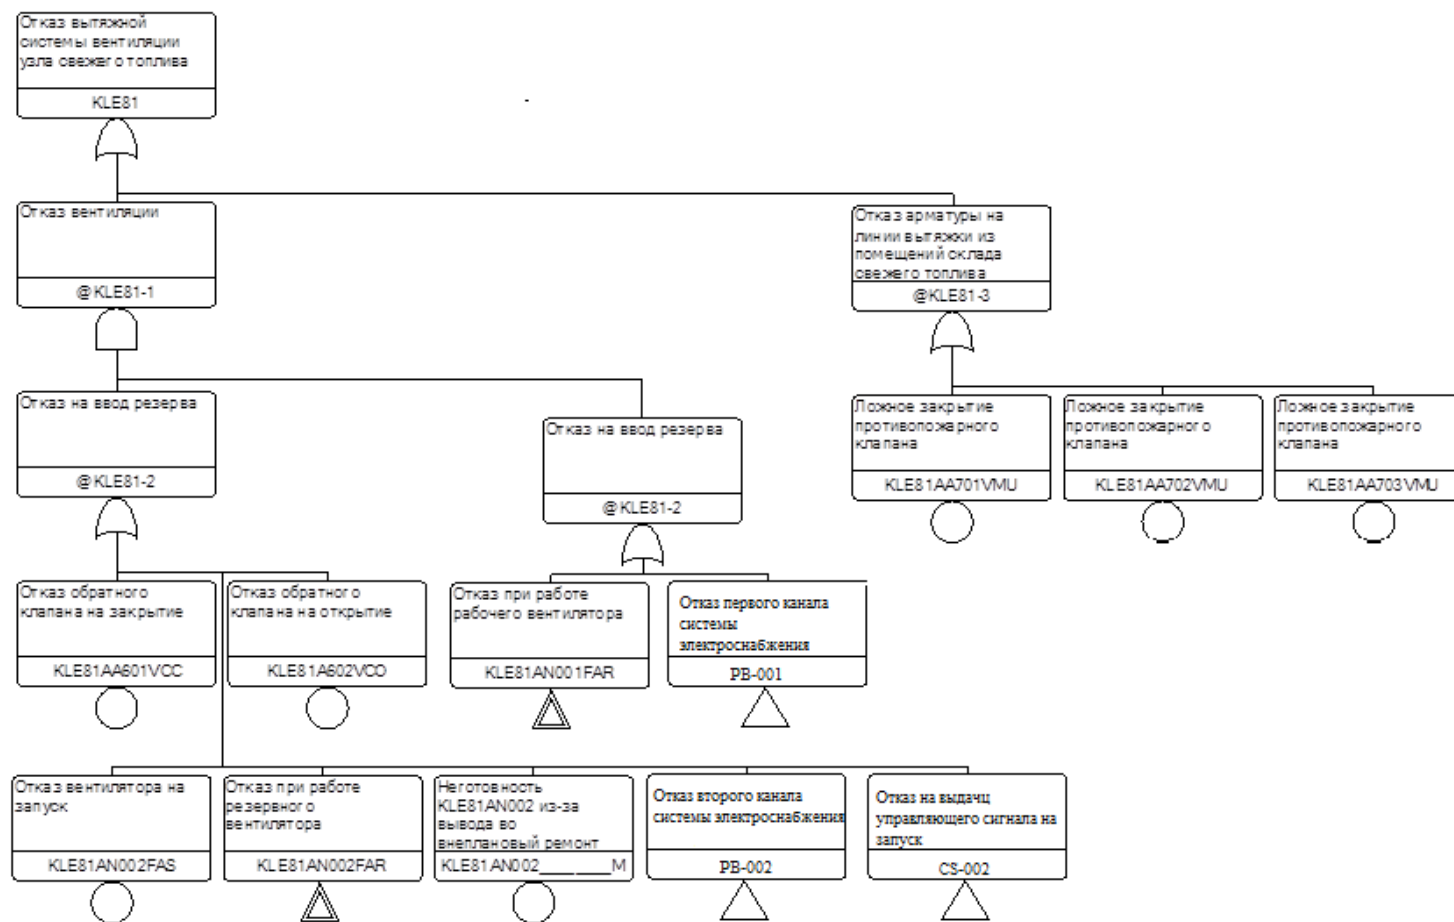 Отказ вытяжной
системы вентиляции
узла свежего топлива
KLE81
Отказ вентиляции
@KLE81-1
Отказ арматуры на
линии вытяжки из
помещений склада
свежего топлива
@KLE81-3
Отказ на ввод резерва
@KLE81-2
Отказ на ввод резерва
@KLE81-2
Ложное закрытие
противопожарного
клапана
KLE81AA701VMU
Ложное закрытие
противопожарного
клапана
KLE81AA702VMU
Ложное закрытие
противопожарного
клапана
KLE81AA703VMU
Отказ обратного
клапана на закрытие
KLE81AA601VCC
Отказ обратного
клапана на открытие
KLE81A602VCO
Отказ при работе
рабочего вентилятора
KLE81AN001FAR
Отказ первого канала
системы
электроснабжения
PB-001
Отказ вентилятора на
запуск
KLE81AN002FAS
Отказ при работе
резервного
вентилятора
KLE81AN002FAR
Неготовность
KLE81AN002 из-за
вывода во
внеплановый ремонт
KLE81AN002________M
Отказ второго канала
системы электроснабжения
PB-002
Отказ на выдачц
управляющего сигнала на
запуск
CS-002